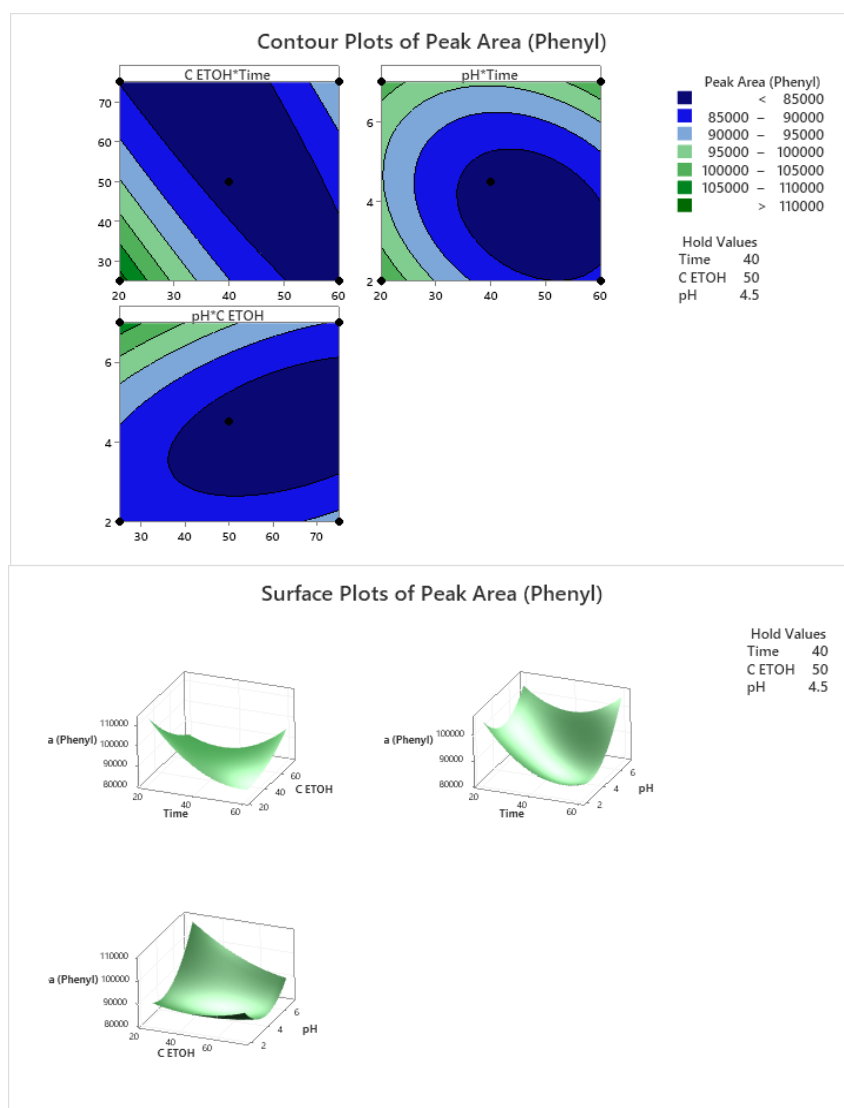 Contour Plots of Peak Area (Phenyl)
C ETOH*Time
70
60
50
40
30
20 30 40 50 60
pH*Time
6
4
2
20 30 40 50 60
Peak Area (Phenyl)
< 85000
85000 – 90000
90000 – 95000
95000 – 100000
100000 – 105000
105000 – 110000
> 110000
Hold Values
Time 40
C ETOH 50
pH 4.5
pH*C ETOH
6
4
2
30 40 50 60 70
Surface Plots of Peak Area (Phenyl)
Hold Values
Time 40
C ETOH 50
pH 4.5
110000
a (Phenyl) 100000
90000
80000
20
40
60
Time
20
40
60
C ETOH
a (Phenyl) 100000
90000
80000
20
40
60
Time
2
4
6
pH
110000
a (Phenyl) 100000
90000
80000
20
40
60
C ETOH
2
4
6
pH